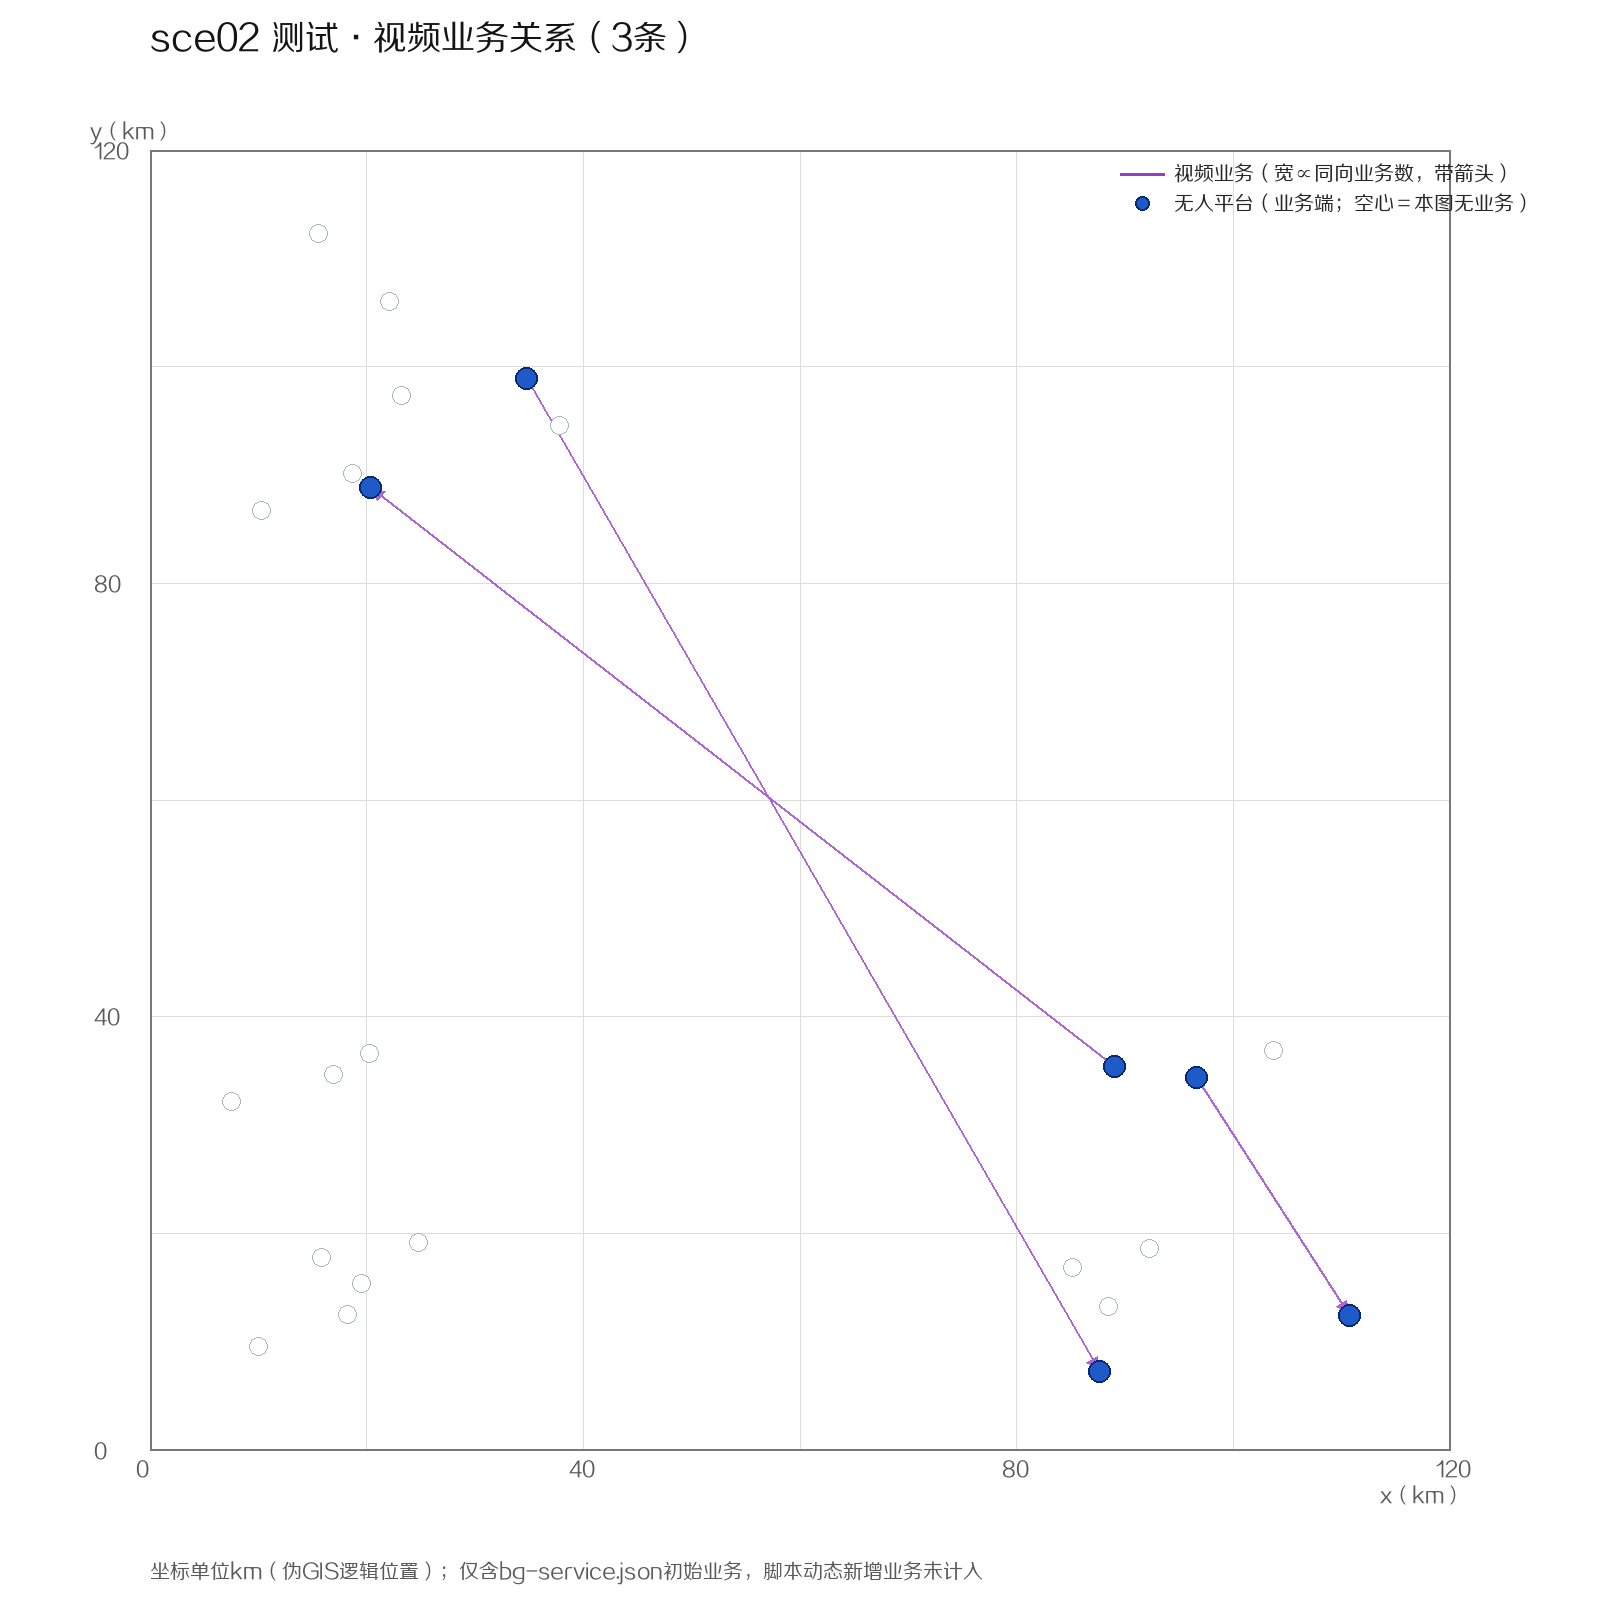 sce02 测试·视频业务关系（3条）
y（km）
120
视频业务（宽∝同向业务数，带箭头）
无人平台（业务端；空心＝本图无业务）
80
40
0
0 40 80 120
x（km）
坐标单位km（伪GIS逻辑位置）；仅含bg-service.json初始业务，脚本动态新增业务未计入